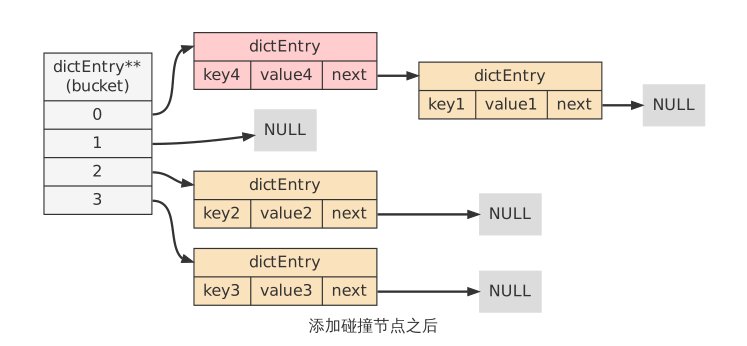 dictEntry**
(bucket)
0
1
2
3
dictEntry
key4 value4 next
dictEntry
key1 value1 next
NULL
NULL
dictEntry
key2 value2 next
NULL
dictEntry
key3 value3 next
NULL
添加碰撞节点之后